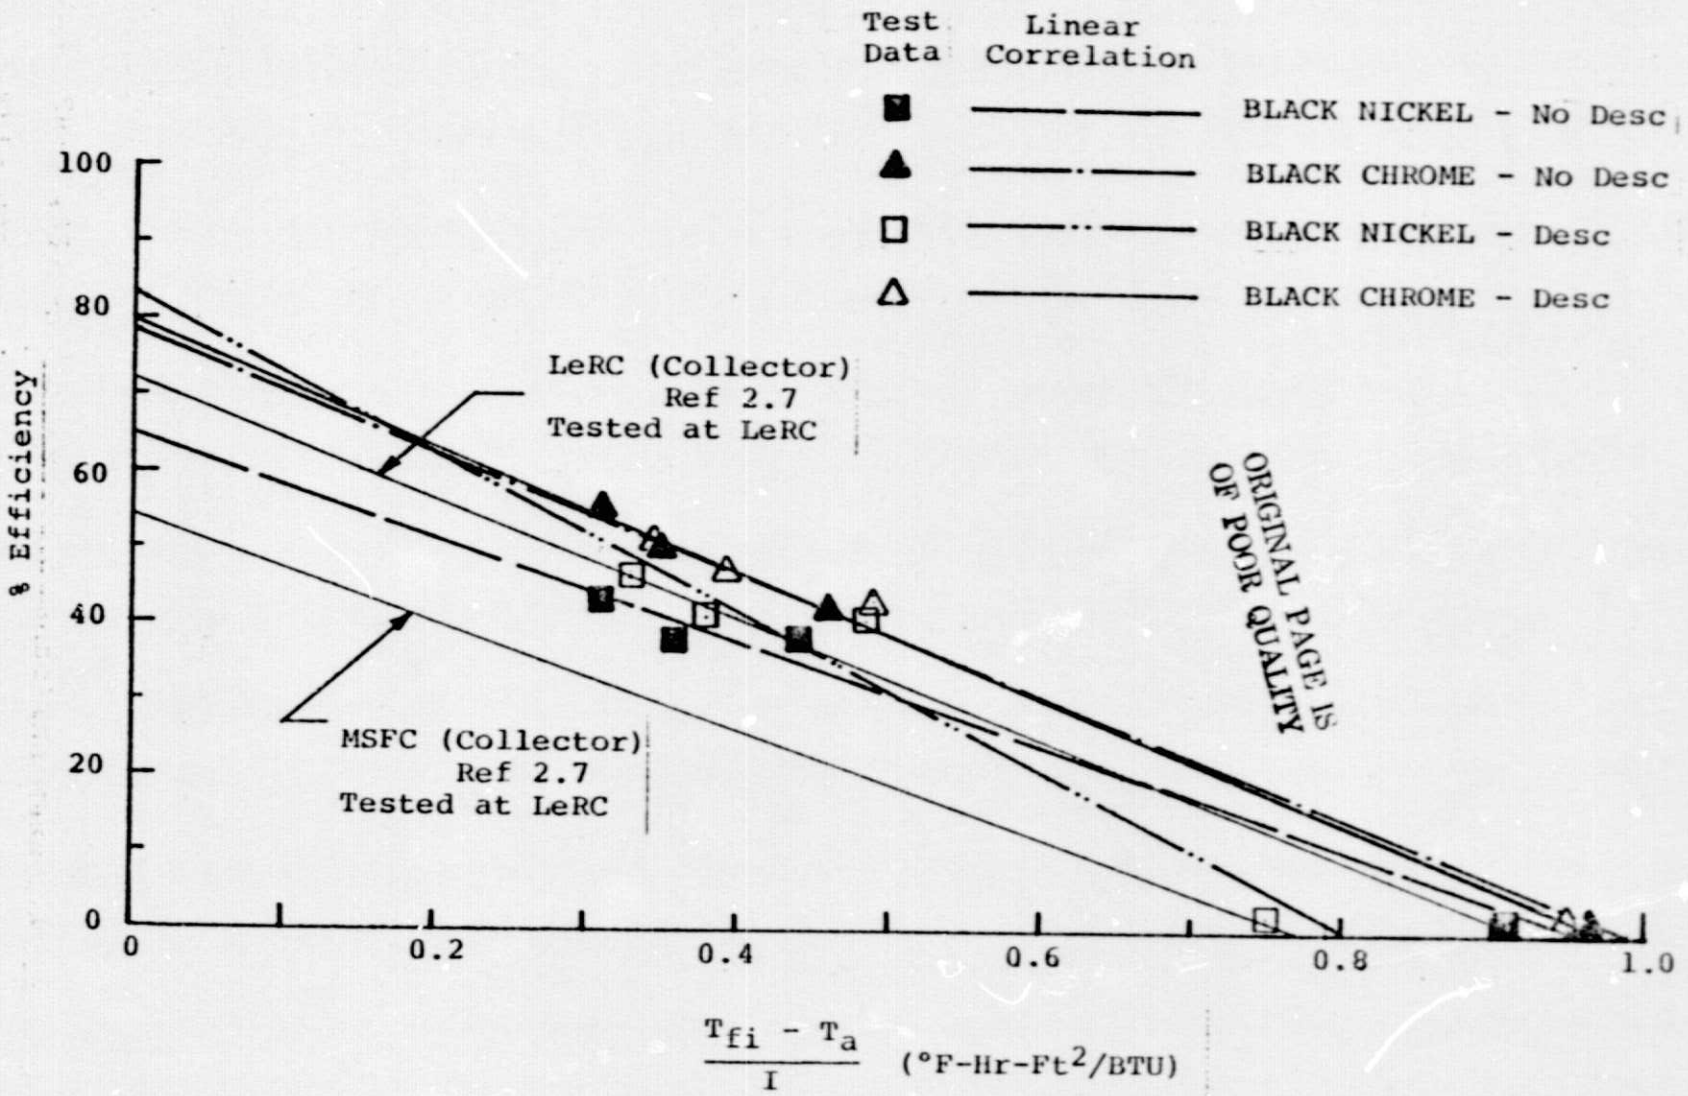 Test Linear
Data Correlation
BLACK NICKEL - No Desc
BLACK CHROME - No Desc
BLACK NICKEL - Desc
BLACK CHROME - Desc
100
80
60
40
20
0
% Efficiency
LeRC (Collector)
Ref 2.7
Tested at LeRC
MSFC (Collector)
Ref 2.7
Tested at LeRC
ORIGINAL PAGE IS
OF POOR QUALITY
0 0.2 0.4 0.6 0.8 1.0
Tfi - Ta
I
(°F-Hr-Ft²/BTU)